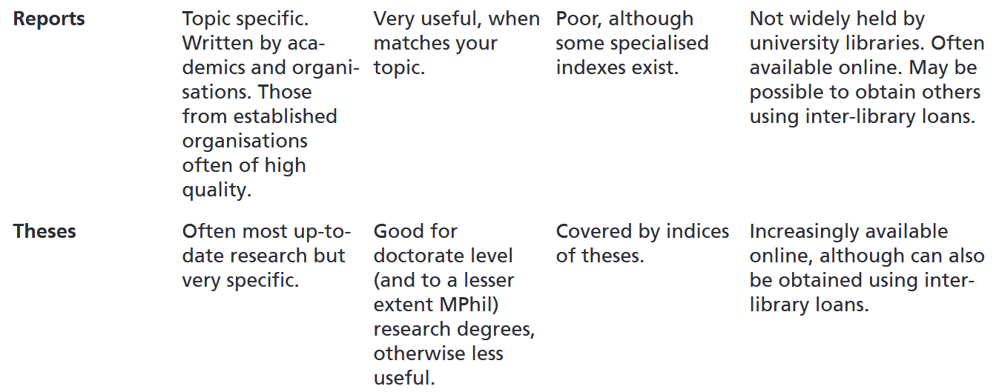 Reports
Topic specific.
Written by aca-
demics and organi-
sations. Those
from established
organisations
often of high
quality.
Very useful, when
matches your
topic.
Poor, although
some specialised
indexes exist.
Not widely held by
university libraries. Often
available online. May be
possible to obtain others
using inter-library loans.
Theses
Often most up-to-
date research but
very specific.
Good for
doctorate level
(and to a lesser
extent MPhil)
research degrees,
otherwise less
useful.
Covered by indices
of theses.
Increasingly available
online, although can also
be obtained using inter-
library loans.